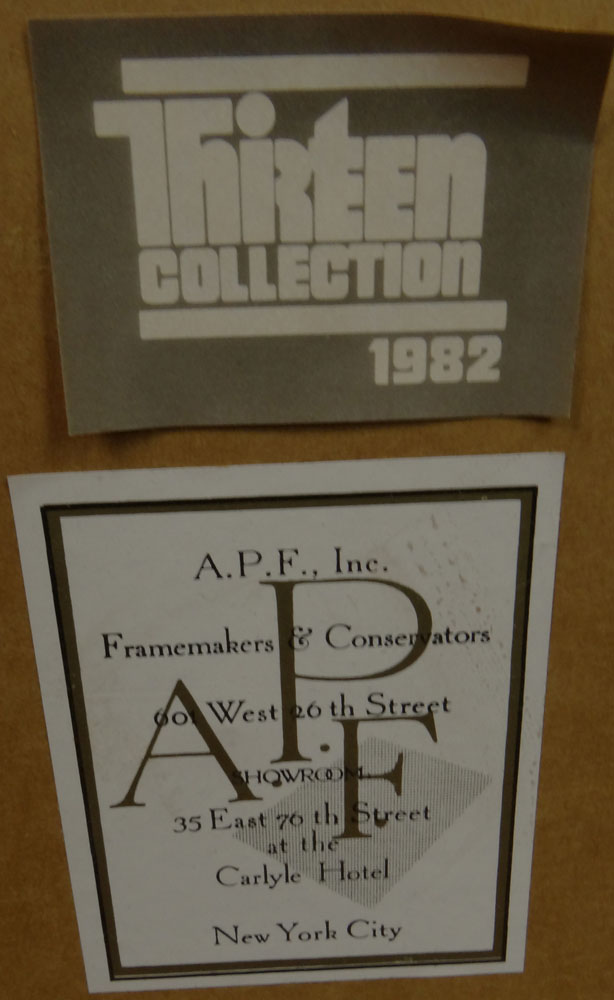 Thirteen
COLLECTION
1982
A.P.F., Inc.
Framemakers & Conservators
601 West 26 th Street
A.P.F.
SHOWROOM
35 East 76 th Street
at the
Carlyle Hotel
New York City